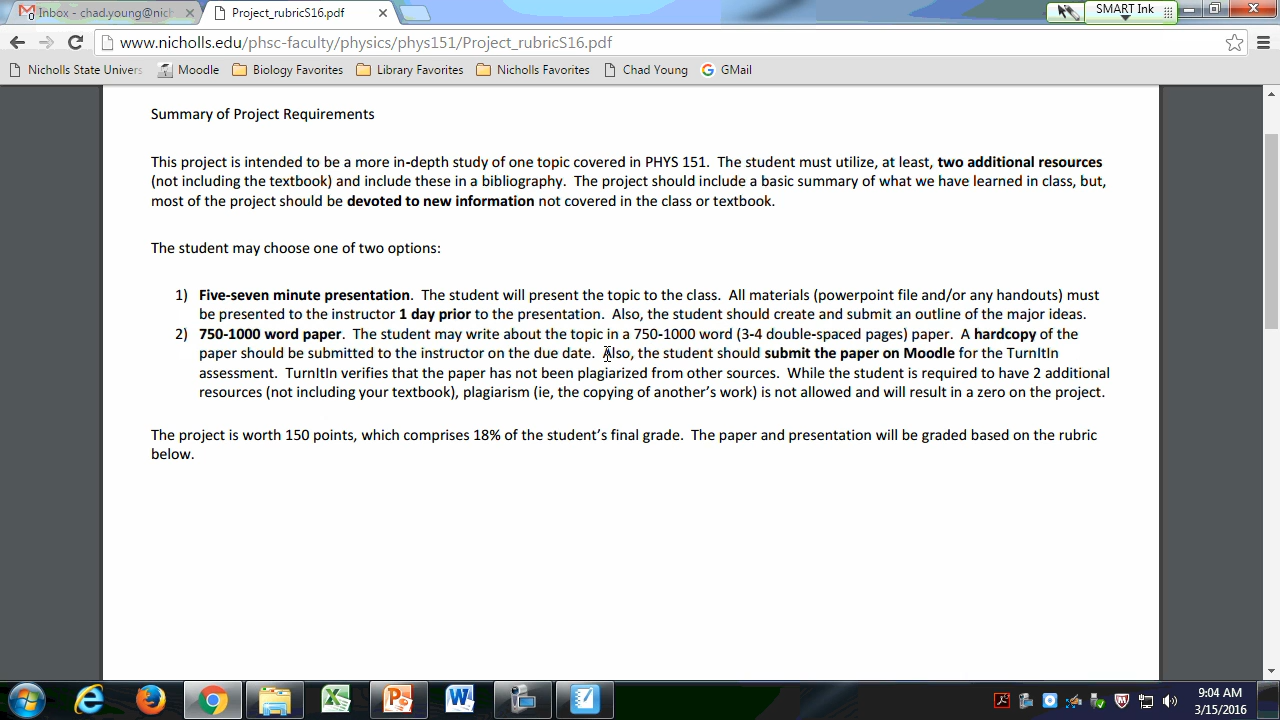 Inbox - chad.young@nich
Project_rubricS16.pdf
SMART Ink
www.nicholls.edu/phsc-faculty/physics/phys151/Project_rubricS16.pdf
Nicholls State Univers
Moodle
Biology Favorites
Library Favorites
Nicholls Favorites
Chad Young
GMail
Summary of Project Requirements
This project is intended to be a more in-depth study of one topic covered in PHYS 151. The student must utilize, at least, two additional resources
(not including the textbook) and include these in a bibliography. The project should include a basic summary of what we have learned in class, but,
most of the project should be devoted to new information not covered in the class or textbook.
The student may choose one of two options:
1) Five-seven minute presentation. The student will present the topic to the class. All materials (powerpoint file and/or any handouts) must
be presented to the instructor 1 day prior to the presentation. Also, the student should create and submit an outline of the major ideas.
2) 750-1000 word paper. The student may write about the topic in a 750-1000 word (3-4 double-spaced pages) paper. A hardcopy of the
paper should be submitted to the instructor on the due date. Also, the student should submit the paper on Moodle for the TurnItIn
assessment. TurnItIn verifies that the paper has not been plagiarized from other sources. While the student is required to have 2 additional
resources (not including your textbook), plagiarism (ie, the copying of another's work) is not allowed and will result in a zero on the project.
The project is worth 150 points, which comprises 18% of the student's final grade. The paper and presentation will be graded based on the rubric
below.
9:04 AM
3/15/2016